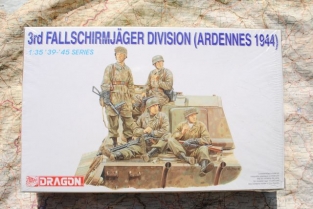 3rd FALLSCHIRMJÄGER DIVISION (ARDENNES 1944)
1:35 '39-'45 SERIES
DRAGON